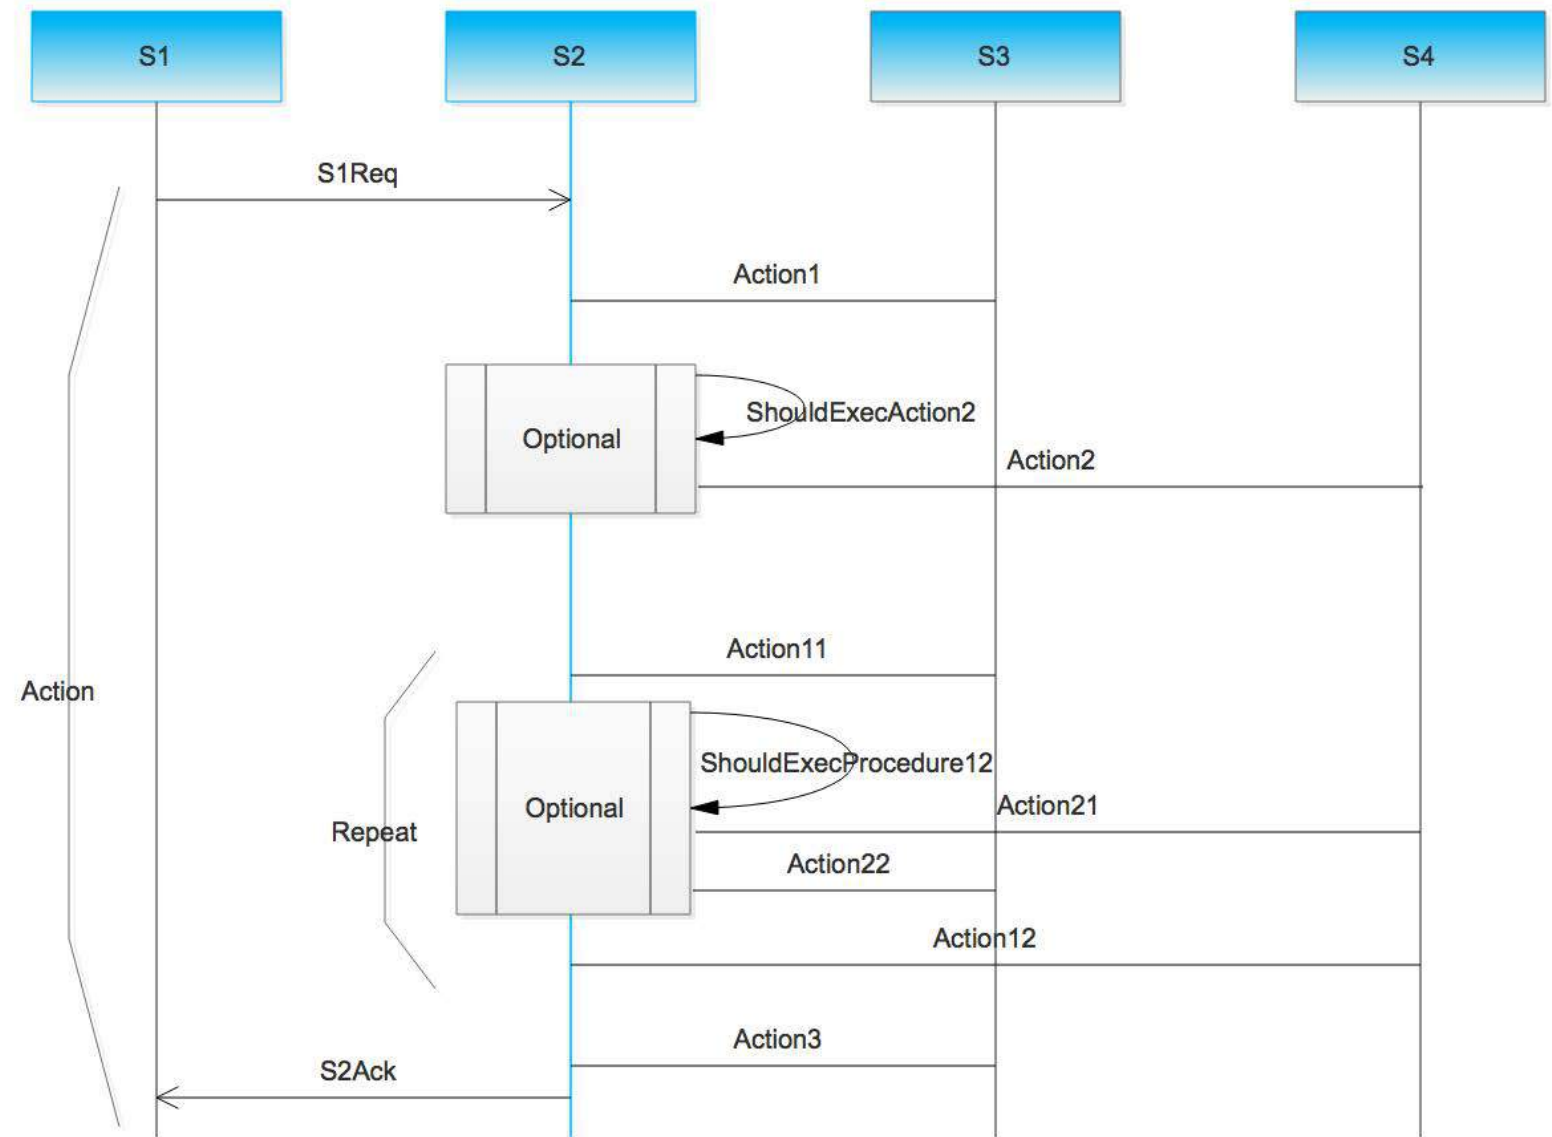 S1
S2
S3
S4
S1Req
Action1
ShouldExecAction2
Optional
Action2
Action11
Action
ShouldExecProcedure12
Action21
Optional
Repeat
Action22
Action12
Action3
S2Ack